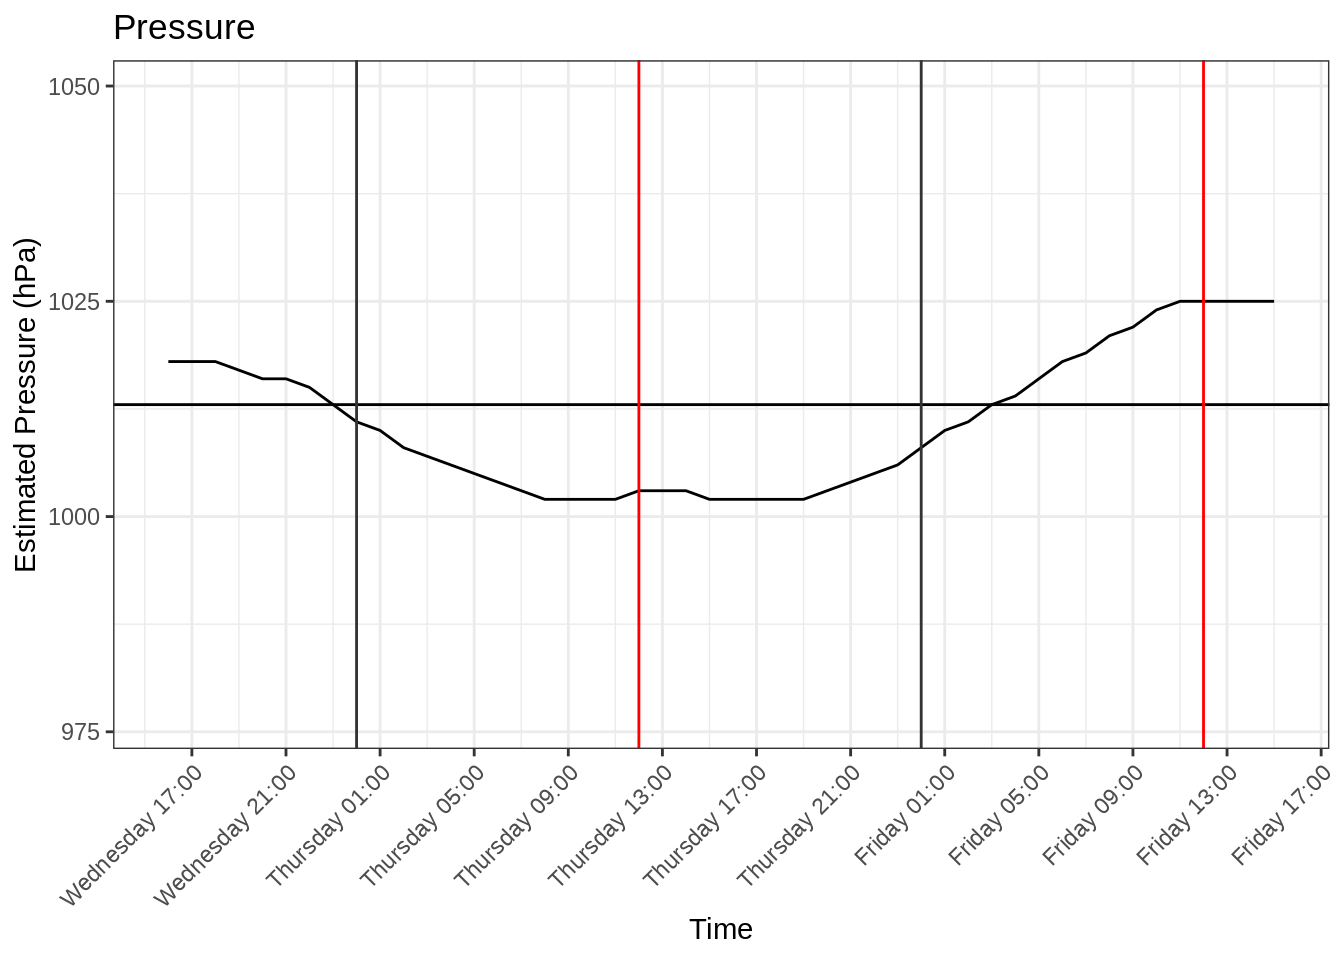 Pressure
Estimated Pressure (hPa)
1050
1025
1000
975
Wednesday 17:00
Wednesday 21:00
Thursday 01:00
Thursday 05:00
Thursday 09:00
Thursday 13:00
Thursday 17:00
Thursday 21:00
Friday 01:00
Friday 05:00
Friday 09:00
Friday 13:00
Friday 17:00
Time